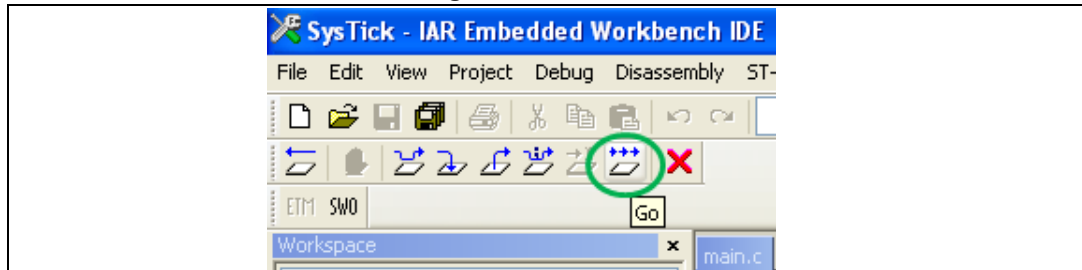 SysTick - IAR Embedded Workbench IDE
File Edit View Project Debug Disassembly ST-
ETM SWO
Go
Workspace
main.c